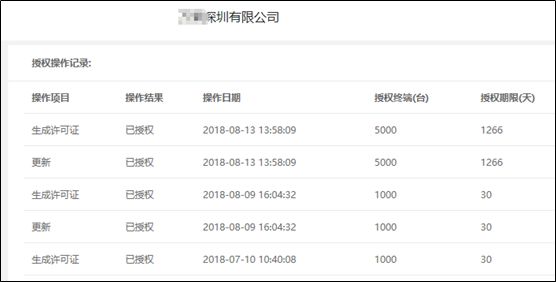 深圳有限公司
授权操作记录:
操作项目 操作结果 操作日期 授权终端(台) 授权期限(天)
生成许可证 已授权 2018-08-13 13:58:09 5000 1266
更新 已授权 2018-08-13 13:58:09 5000 1266
生成许可证 已授权 2018-08-09 16:04:32 1000 30
更新 已授权 2018-08-09 16:04:32 1000 30
生成许可证 已授权 2018-07-10 10:40:08 1000 30